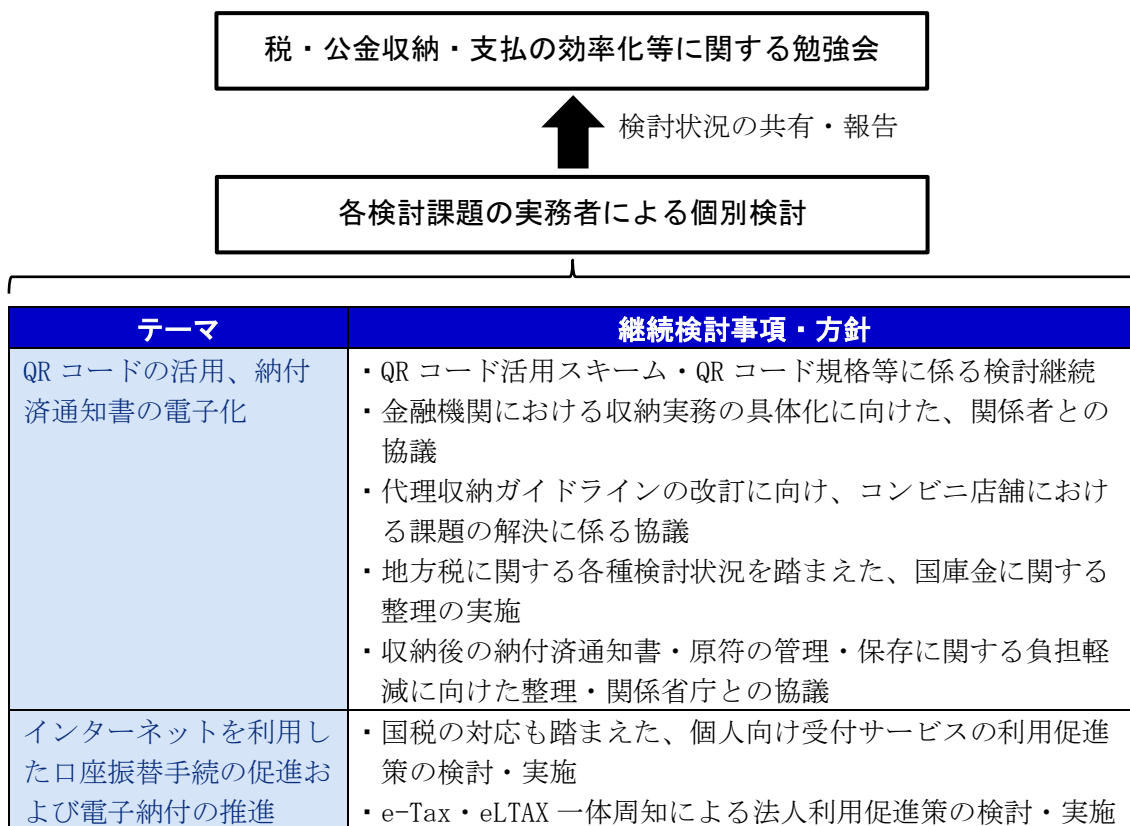 税・公金収納・支払の効率化等に関する勉強会
検討状況の共有・報告
各検討課題の実務者による個別検討
テーマ
継続検討事項・方針
QR コードの活用、納付
済通知書の電子化
・QR コード活用スキーム・QR コード規格等に係る検討継続
・金融機関における収納実務の具体化に向けた、関係者との
協議
・代理収納ガイドラインの改訂に向け、コンビニ店舗におけ
る課題の解決に係る協議
・地方税に関する各種検討状況を踏まえた、国庫金に関する
整理の実施
・収納後の納付済通知書・原符の管理・保存に関する負担軽
減に向けた整理・関係省庁との協議
インターネットを利用し
た口座振替手続の促進お
よび電子納付の推進
・国税の対応も踏まえた、個人向け受付サービスの利用促進
策の検討・実施
・e-Tax・eLTAX 一体周知による法人利用促進策の検討・実施